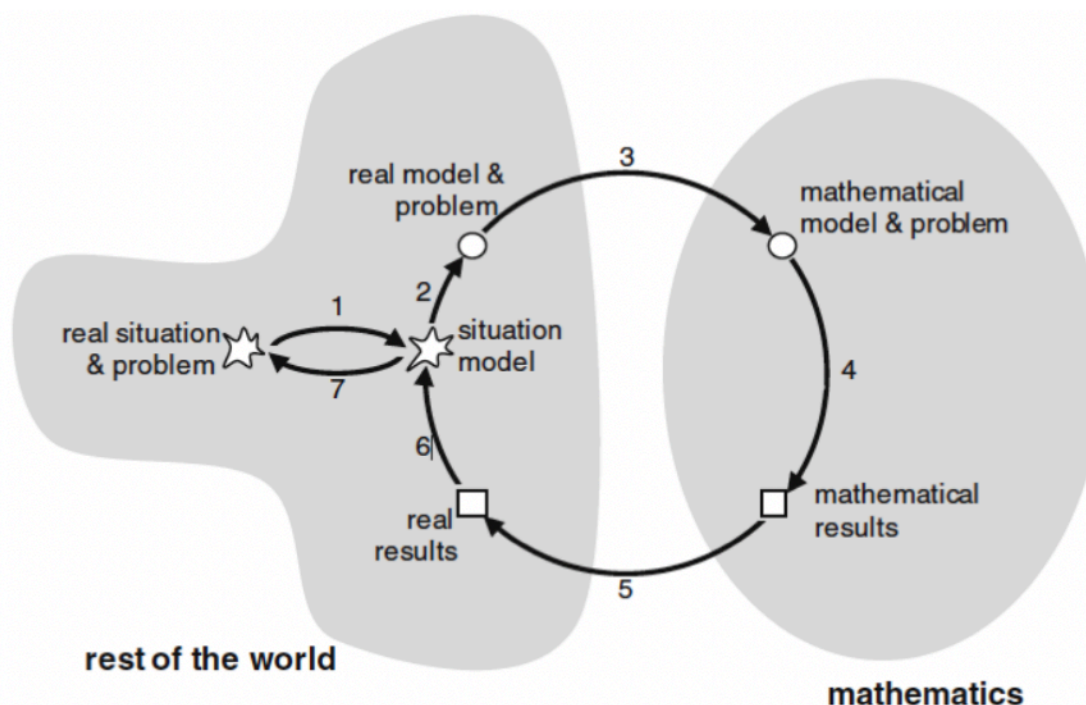 3
real model &
problem
mathematical
model & problem
2
1
real situation
& problem
situation
model
7
4
6
real
results
mathematical
results
5
rest of the world
mathematics